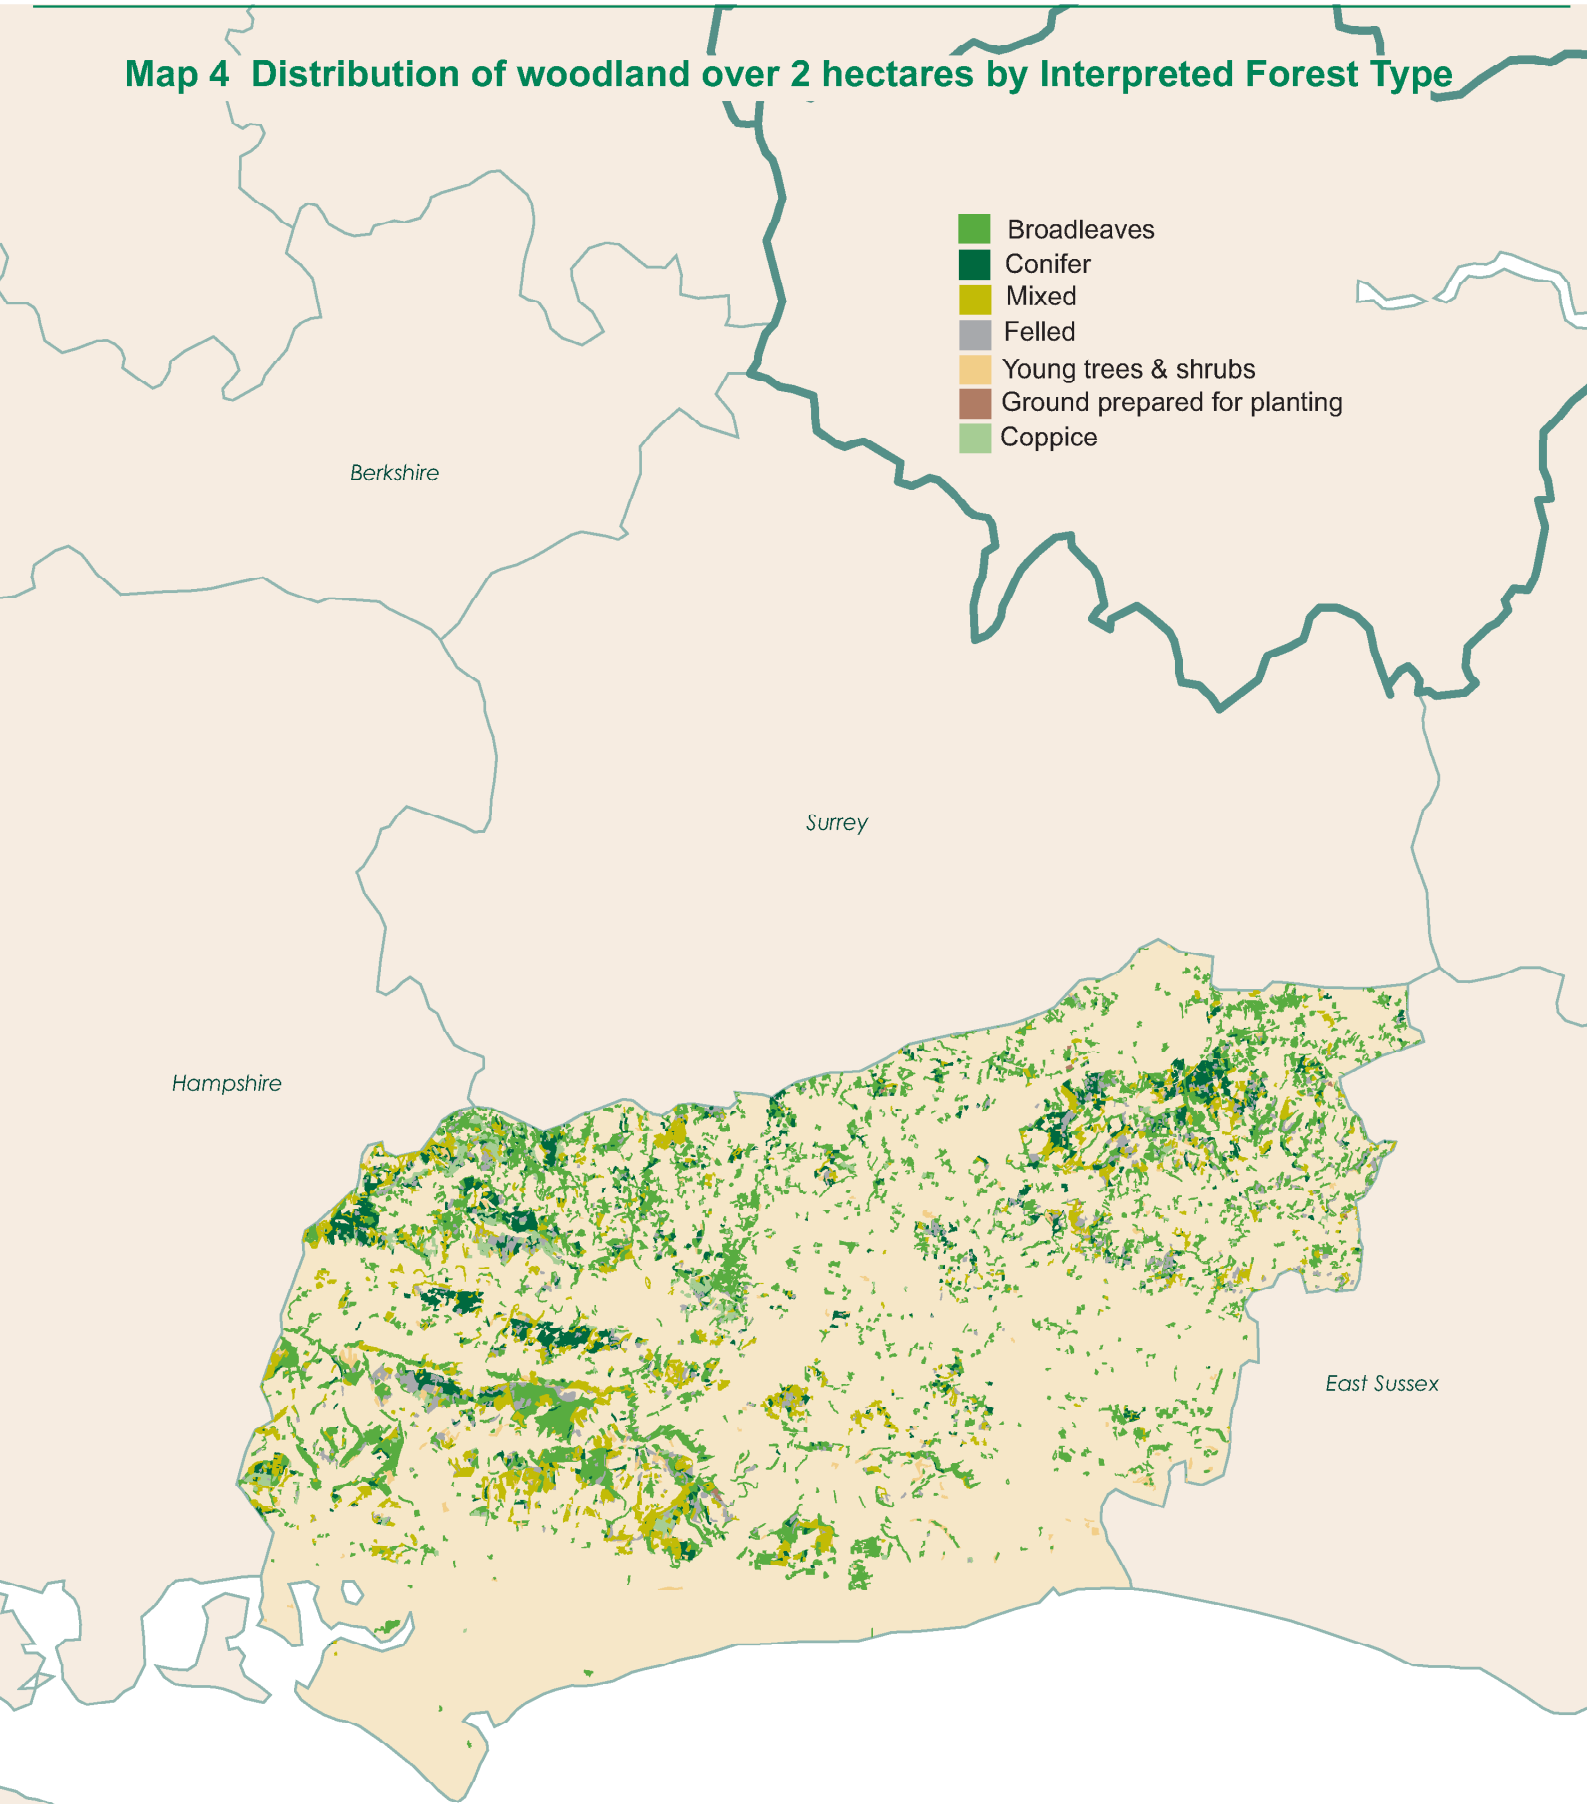 Map 4 Distribution of woodland over 2 hectares by Interpreted Forest Type
Broadleaves
Conifer
Mixed
Felled
Young trees & shrubs
Ground prepared for planting
Coppice
Berkshire
Surrey
Hampshire
East Sussex